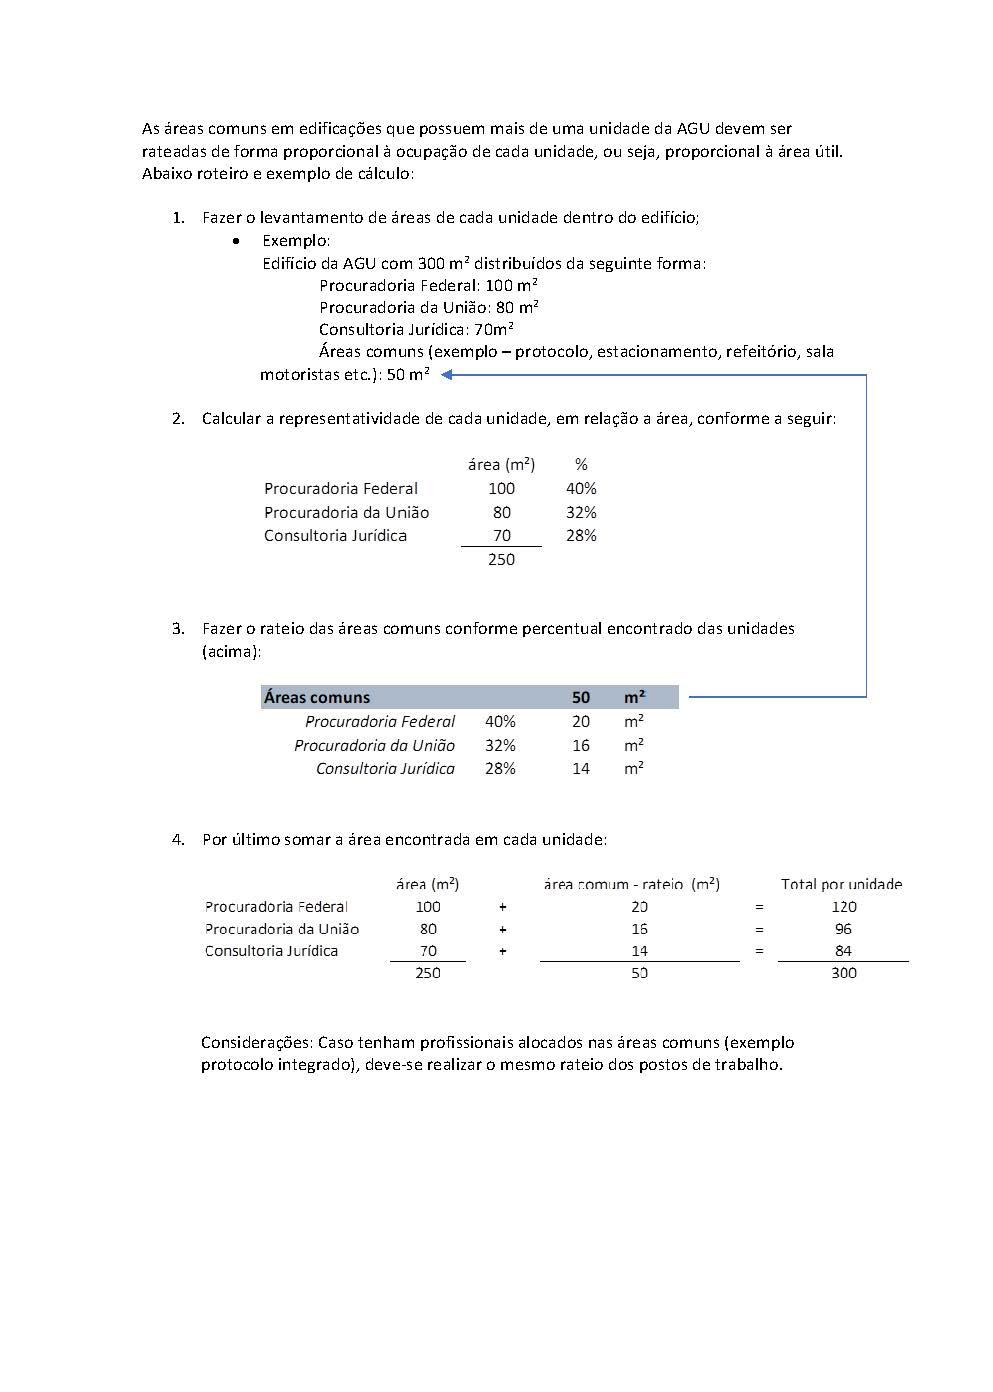 As áreas comuns em edificações que possuem mais de uma unidade da AGU devem ser
rateadas de forma proporcional à ocupação de cada unidade, ou seja, proporcional à área útil.
Abaixo roteiro e exemplo de cálculo:
1. Fazer o levantamento de áreas de cada unidade dentro do edifício;
• Exemplo:
Edifício da AGU com 300 m² distribuídos da seguinte forma:
Procuradoria Federal: 100 m²
Procuradoria da União: 80 m²
Consultoria Jurídica: 70m²
Áreas comuns (exemplo – protocolo, estacionamento, refeitório, sala
motoristas etc.): 50 m²
2. Calcular a representatividade de cada unidade, em relação a área, conforme a seguir:
área (m²) %
Procuradoria Federal 100 40%
Procuradoria da União 80 32%
Consultoria Jurídica 70 28%
250
3. Fazer o rateio das áreas comuns conforme percentual encontrado das unidades
(acima):
Áreas comuns 50 m²
Procuradoria Federal 40% 20 m²
Procuradoria da União 32% 16 m²
Consultoria Jurídica 28% 14 m²
4. Por último somar a área encontrada em cada unidade:
área (m²) área comum - rateio (m²) Total por unidade
Procuradoria Federal 100 + 20 = 120
Procuradoria da União 80 + 16 = 96
Consultoria Jurídica 70 + 14 = 84
250 50 300
Considerações: Caso tenham profissionais alocados nas áreas comuns (exemplo
protocolo integrado), deve-se realizar o mesmo rateio dos postos de trabalho.